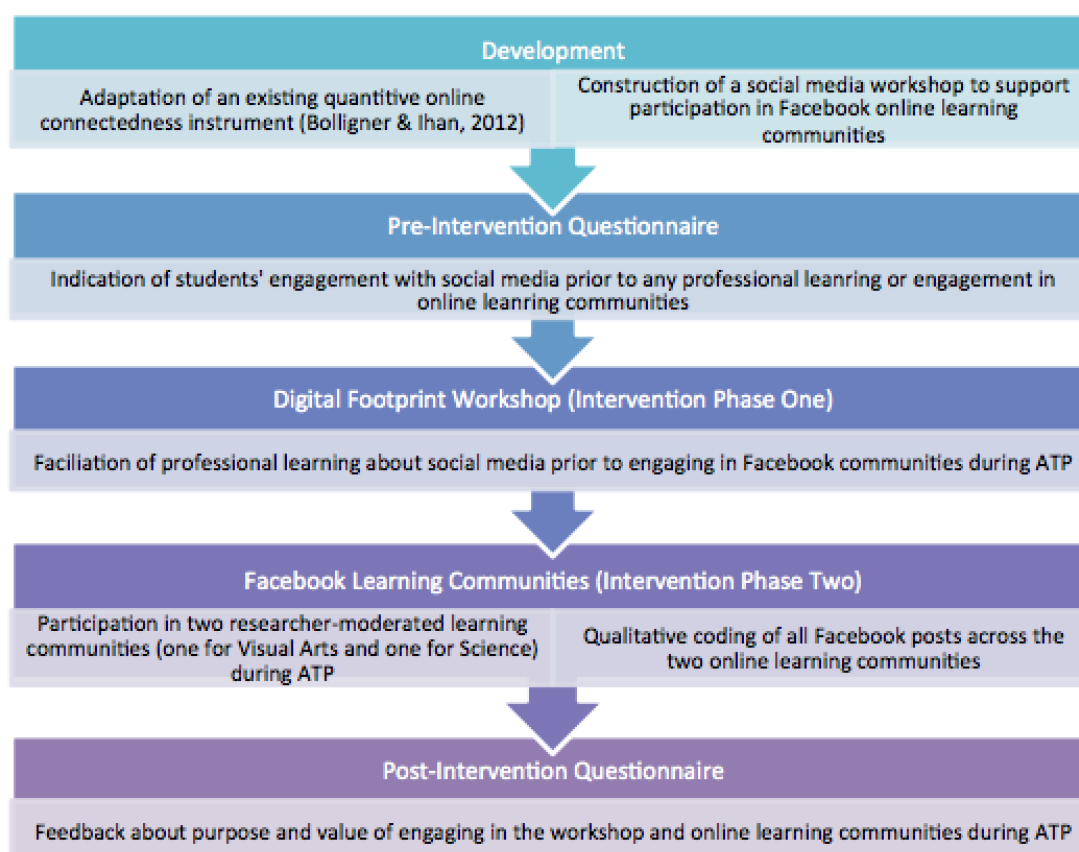 Development
Adaptation of an existing quantitive online
connectedness instrument (Bolligner & Ihan, 2012)
Construction of a social media workshop to support
participation in Facebook online learning
communities
Pre-Intervention Questionnaire
Indication of students' engagement with social media prior to any professional leanring or engagement in
online leanring communities
Digital Footprint Workshop (Intervention Phase One)
Faciliation of professional learning about social media prior to engaging in Facebook communities during ATP
Facebook Learning Communities (Intervention Phase Two)
Participation in two researcher-moderated learning
communities (one for Visual Arts and one for Science)
during ATP
Qualitative coding of all Facebook posts across the
two online learning communities
Post-Intervention Questionnaire
Feedback about purpose and value of engaging in the workshop and online learning communities during ATP